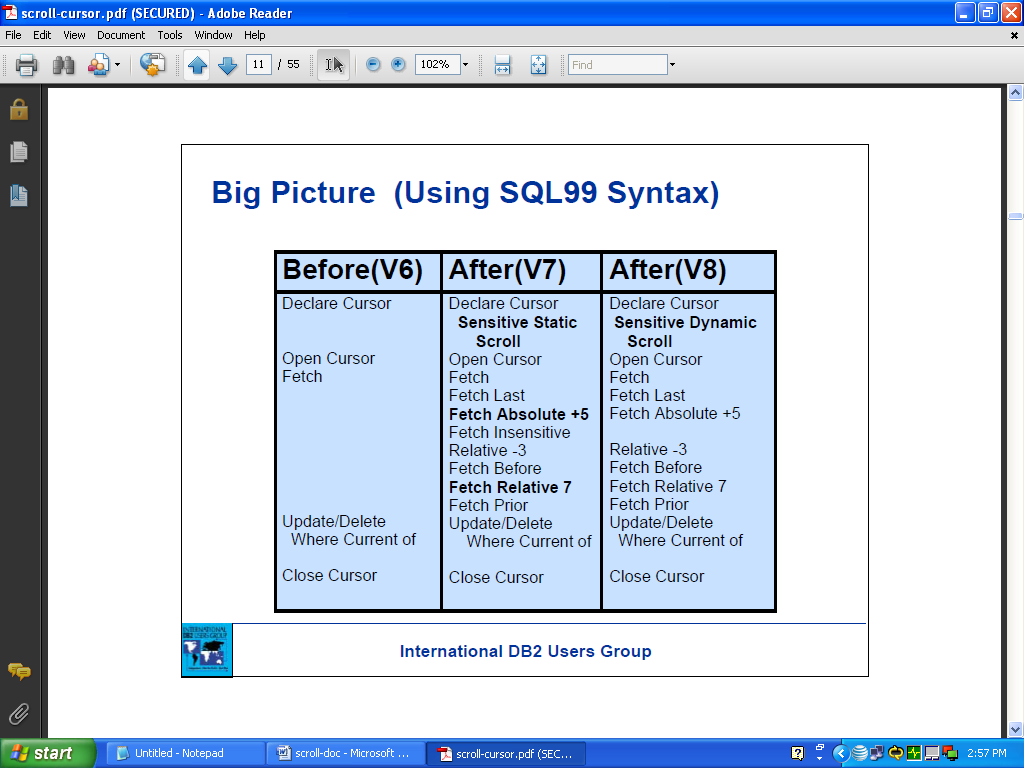 scroll-cursor.pdf (SECURED) - Adobe Reader
File Edit View Document Tools Window Help
11 / 55 102% Find
Big Picture (Using SQL99 Syntax)
Before(V6)
Declare Cursor
Open Cursor
Fetch
Update/Delete
Where Current of
Close Cursor
After(V7)
Declare Cursor
Sensitive Static
Scroll
Open Cursor
Fetch
Fetch Last
Fetch Absolute +5
Fetch Insensitive
Relative -3
Fetch Before
Fetch Relative 7
Fetch Prior
Update/Delete
Where Current of
Close Cursor
After(V8)
Declare Cursor
Sensitive Dynamic
Scroll
Open Cursor
Fetch
Fetch Last
Fetch Absolute +5
Relative -3
Fetch Before
Fetch Relative 7
Fetch Prior
Update/Delete
Where Current of
Close Cursor
INTERNATIONAL
DB2 USERS GROUP
International DB2 Users Group
start Untitled - Notepad scroll-doc - Microsoft ... scroll-cursor.pdf (SEC... 2:57 PM